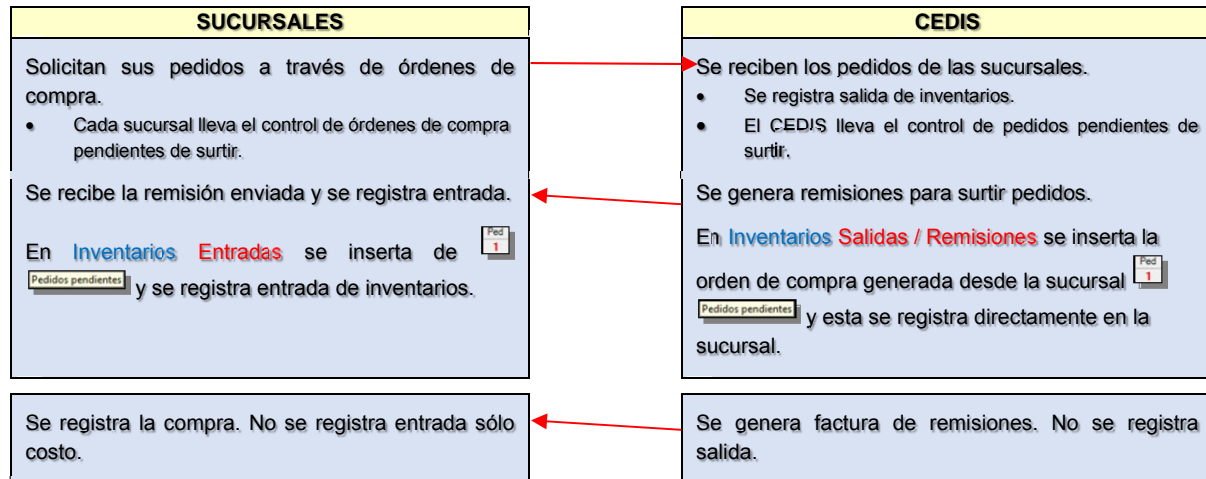 SUCURSALES
Solicitan sus pedidos a través de órdenes de
compra.
• Cada sucursal lleva el control de órdenes de compra
pendientes de surtir.
Se recibe la remisión enviada y se registra entrada.
En Inventarios Entradas se inserta de Ped 1
Pedidos pendientes y se registra entrada de inventarios.
Se registra la compra. No se registra entrada sólo
costo.
CEDIS
Se reciben los pedidos de las sucursales.
• Se registra salida de inventarios.
• El CEDIS lleva el control de pedidos pendientes de
surtir.
Se genera remisiones para surtir pedidos.
En Inventarios Salidas / Remisiones se inserta la
orden de compra generada desde la sucursal Ped 1
Pedidos pendientes y esta se registra directamente en la
sucursal.
Se genera factura de remisiones. No se registra
salida.